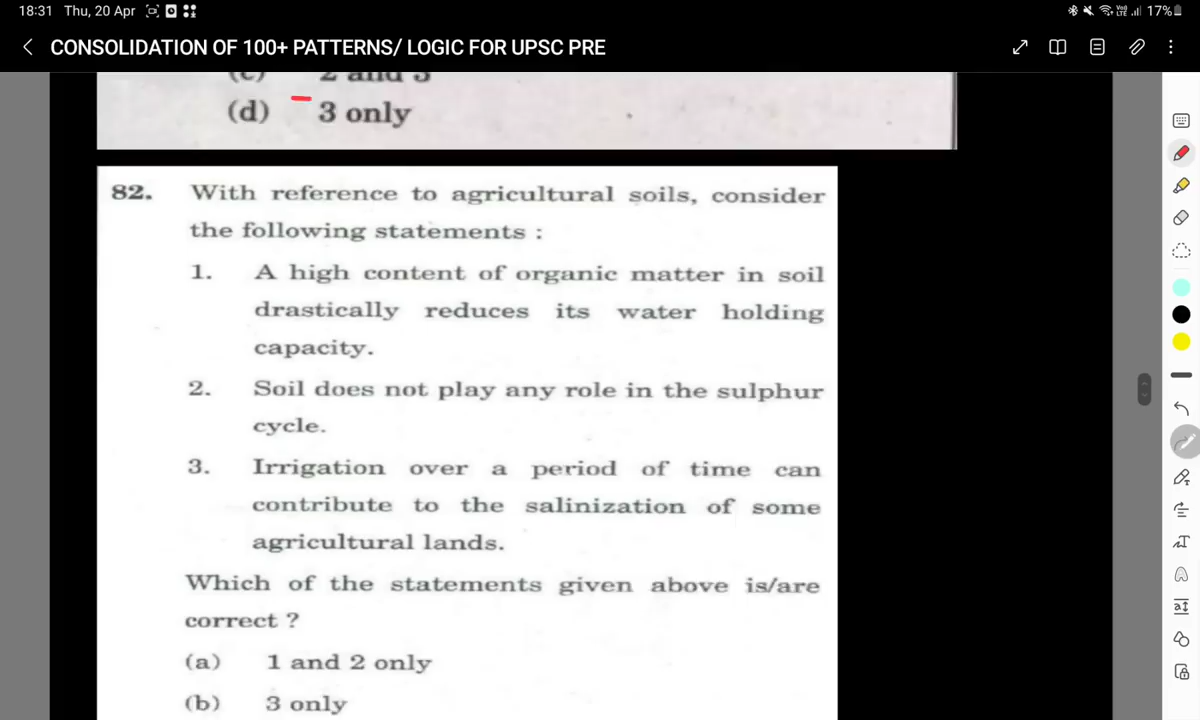 18:31 Thu, 20 Apr 17%
CONSOLIDATION OF 100+ PATTERNS/ LOGIC FOR UPSC PRE
(c) 2 and 3
(d) 3 only
82. With reference to agricultural soils, consider
the following statements :
1. A high content of organic matter in soil
drastically reduces its water holding
capacity.
2. Soil does not play any role in the sulphur
cycle.
3. Irrigation over a period of time can
contribute to the salinization of some
agricultural lands.
Which of the statements given above is/are
correct ?
(a) 1 and 2 only
(b) 3 only